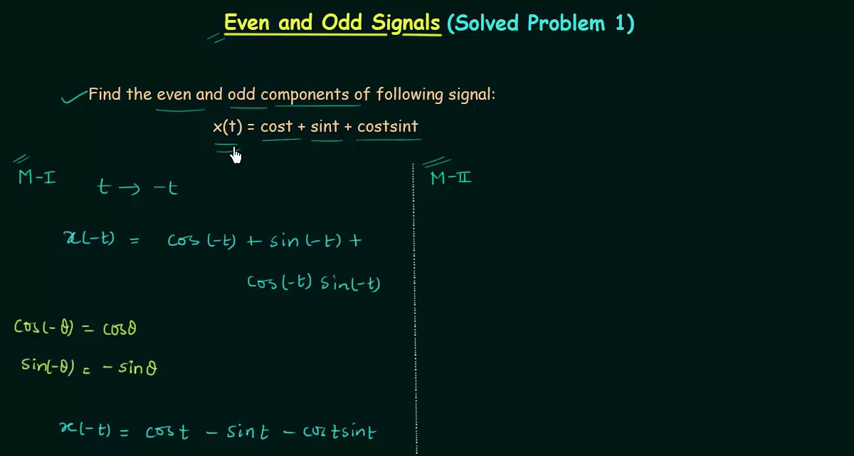 Even and Odd Signals (Solved Problem 1)
Find the even and odd components of following signal:
x(t) = cost + sint + costsint
M-I
t → -t
x(-t) = cos(-t) + sin(-t) +
cos(-t) sin(-t)
cos(-θ) = cosθ
sin(-θ) = - sinθ
x(-t) = cost - sint - costsint
M-II